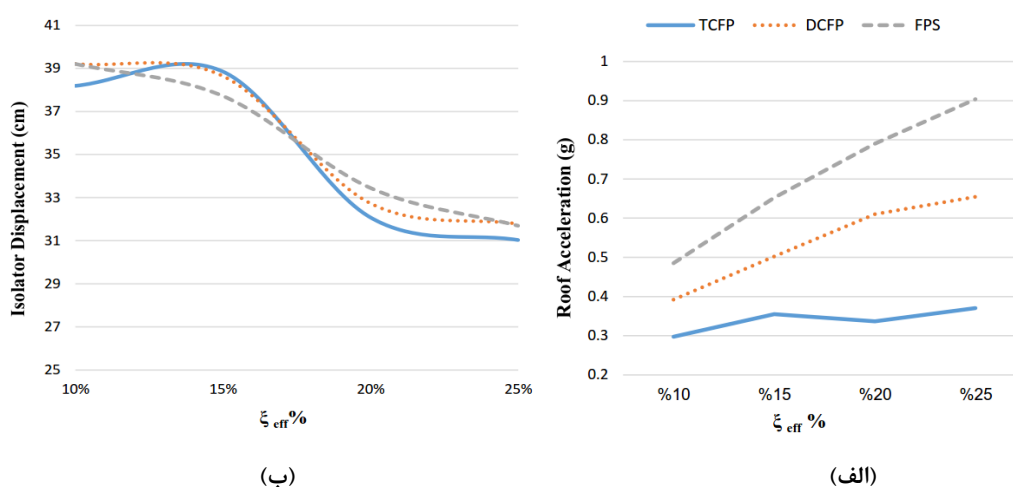 TCFP DCFP FPS
Isolator Displacement (cm)
41
39
37
35
33
31
29
27
25
10% 15% 20% 25%
ξ eff%
(ب)
Roof Acceleration (g)
1
0.9
0.8
0.7
0.6
0.5
0.4
0.3
0.2
%10 %15 %20 %25
ξ eff %
(الف)